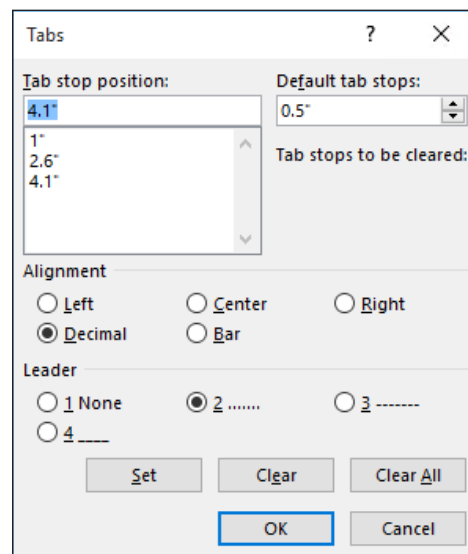 Tabs ?
Tab stop position: Default tab stops:
4.1" 0.5"
1"
2.6"
4.1"
Tab stops to be cleared:
Alignment
Left Center Right
Decimal Bar
Leader
1 None 2 ....... 3 -------
4 ____
Set Clear Clear All
OK Cancel